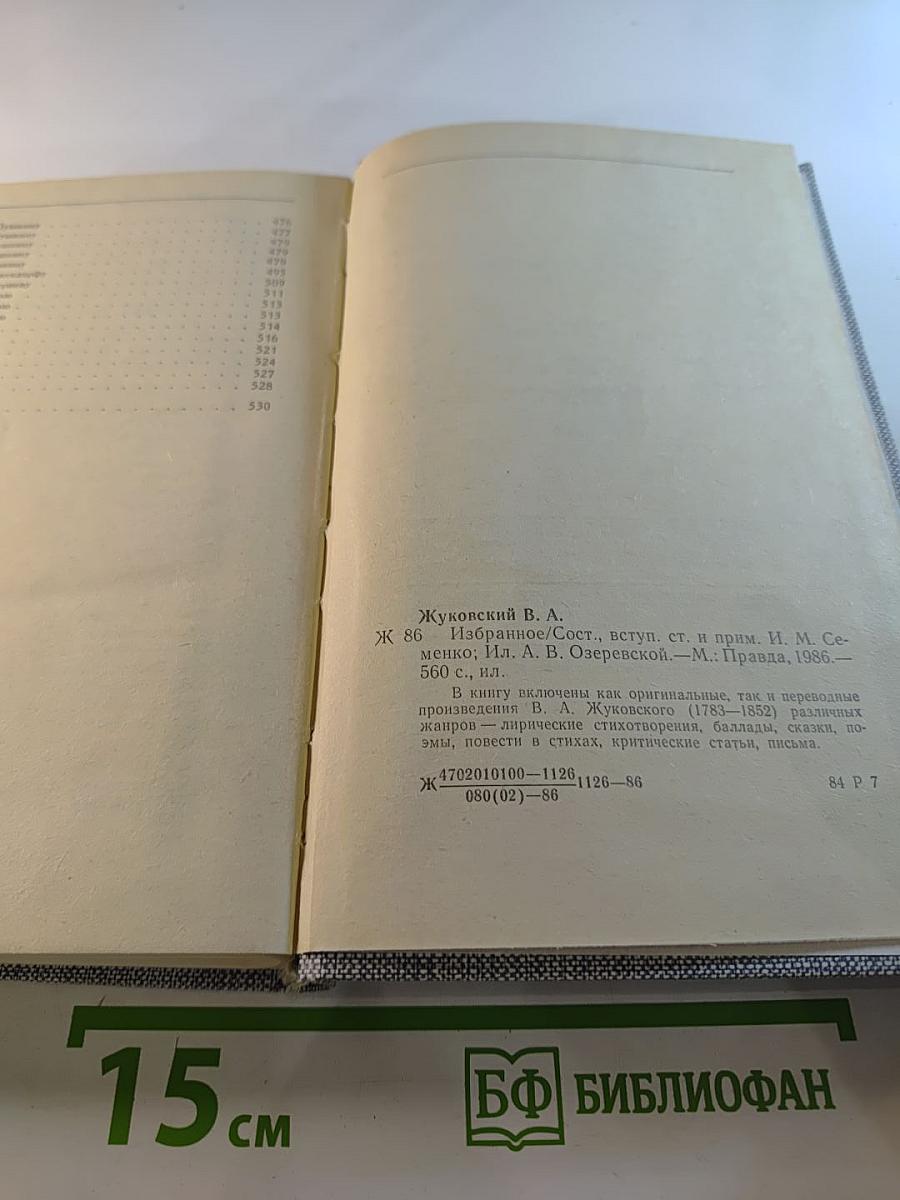 476
477
479
479
479
495
509
511
513
513
514
516
521
524
527
528
530
Жуковский В. А.
Ж 86 Избранное/Сост., вступ. ст. и прим. И. М. Се-
менко; Ил. А. В. Озеревской.—М.: Правда, 1986.—
560 с., ил.
В книгу включены как оригинальные, так и переводные
произведения В. А. Жуковского (1783—1852) различных
жанров — лирические стихотворения, баллады, сказки, по-
эмы, повести в стихах, критические статьи, письма.
Ж 4702010100—1126 1126—86 84 Р 7
080(02)—86
15 см
БФ БИБЛИОФАН